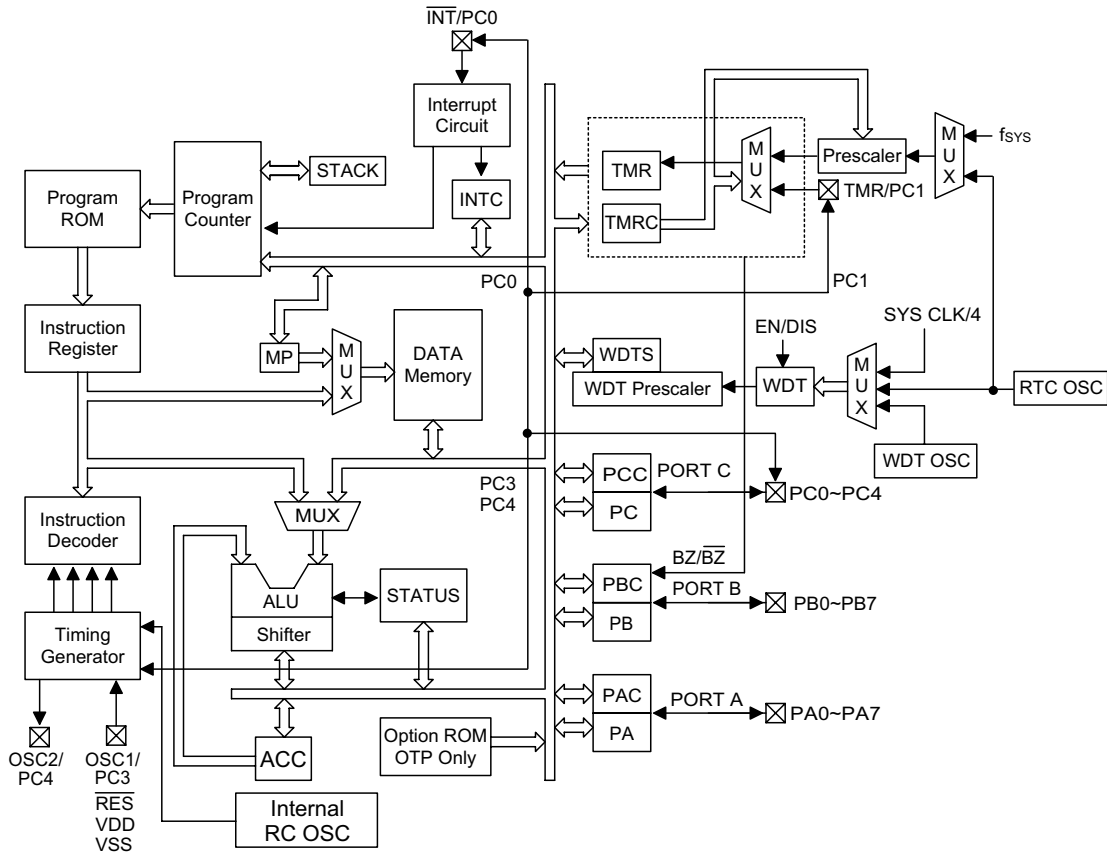 INT/PC0
Interrupt
Circuit
STACK
INTC
Program
ROM
Program
Counter
Instruction
Register
MP
M
U
X
DATA
Memory
PC0
TMR
TMRC
M
U
X
Prescaler
M
U
X
fSYS
TMR/PC1
PC1
SYS CLK/4
EN/DIS
WDTS
WDT Prescaler
WDT
M
U
X
RTC OSC
WDT OSC
PC3
PC4
PCC
PC
PORT C
PC0~PC4
MUX
Instruction
Decoder
ALU
Shifter
STATUS
BZ/BZ
PBC
PB
PORT B
PB0~PB7
Timing
Generator
PAC
PA
PORT A
PA0~PA7
OSC2/
PC4
OSC1/
PC3
RES
VDD
VSS
ACC
Option ROM
OTP Only
Internal
RC OSC